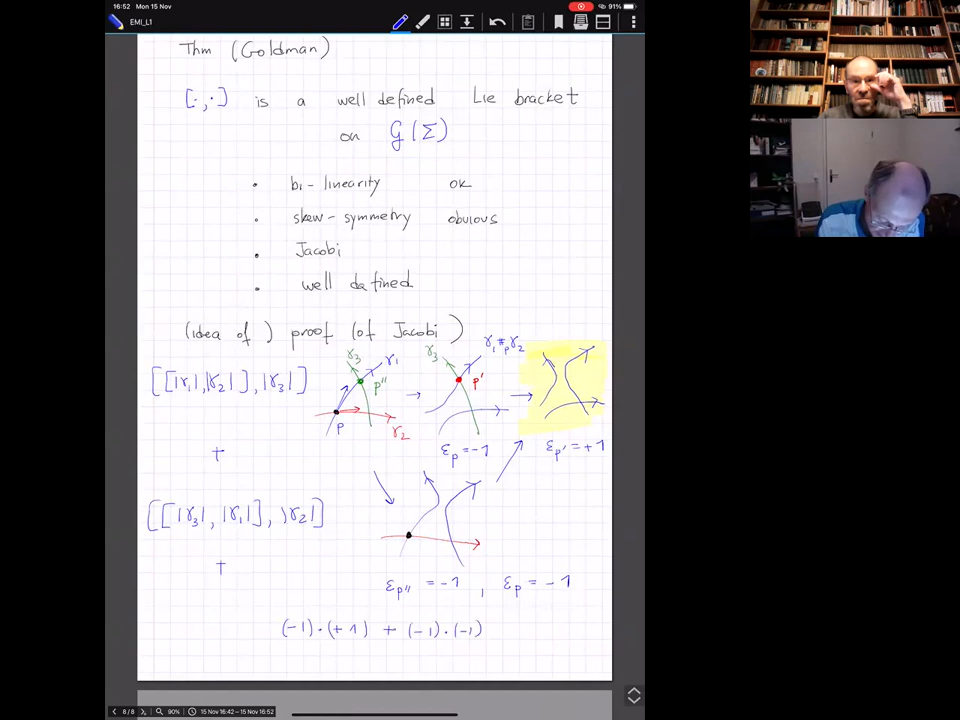 16:52 Mon 15 Nov
91%
EMI_L1
Thm (Goldman)
[·,·] is a well defined Lie bracket
on G(Σ)
• bi-linearity ok
• skew-symmetry obvious
• Jacobi
• well defined
(idea of) proof (of Jacobi)
[[|γ1|,|γ2|],|γ3|]
γ3 γ1 p'' p γ2
→
γ3 γ1 #p γ2 p'
εp = -1
→
εp' = +1
+
[[|γ3|, |γ1|], |γ2|]
εp'' = -1 , εp = -1
+
(-1)·(+1) + (-1)·(-1)
8/8 90% 15 Nov 16:42 – 15 Nov 16:52